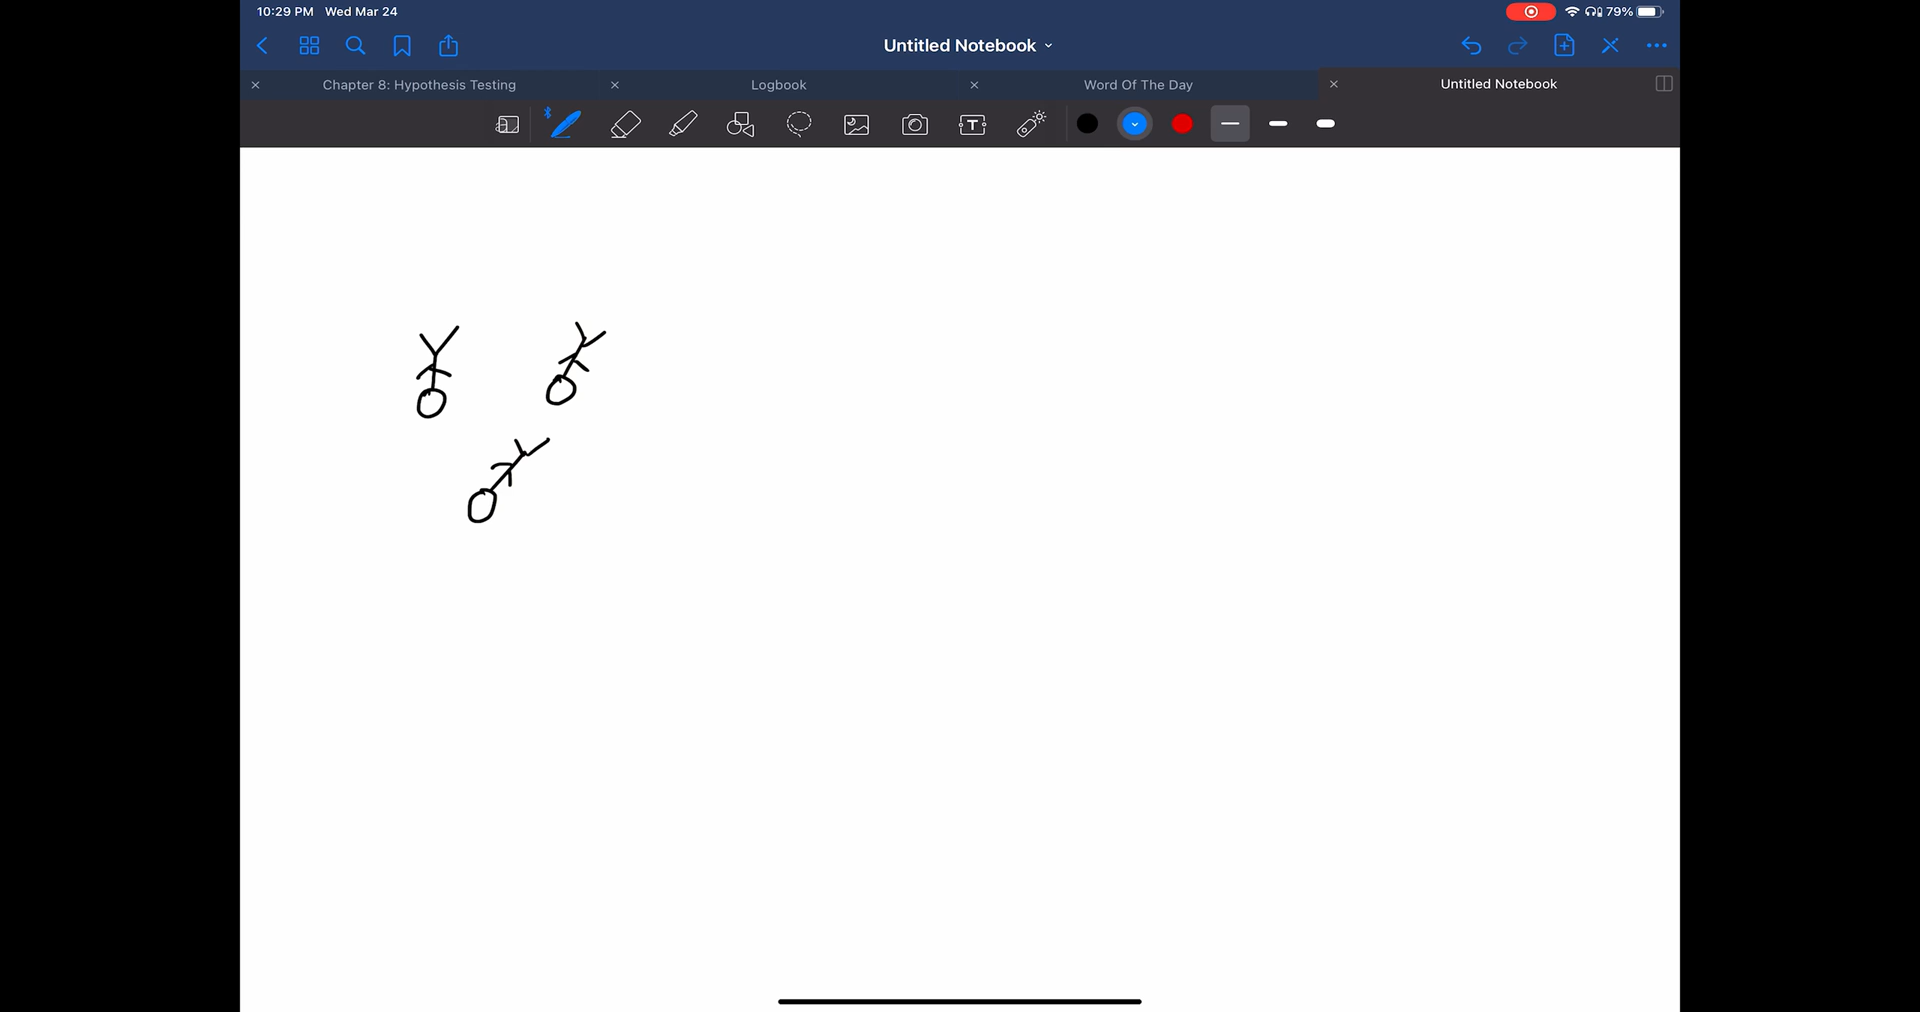 10:29 PM Wed Mar 24
79%
Untitled Notebook
Chapter 8: Hypothesis Testing
Logbook
Word Of The Day
Untitled Notebook